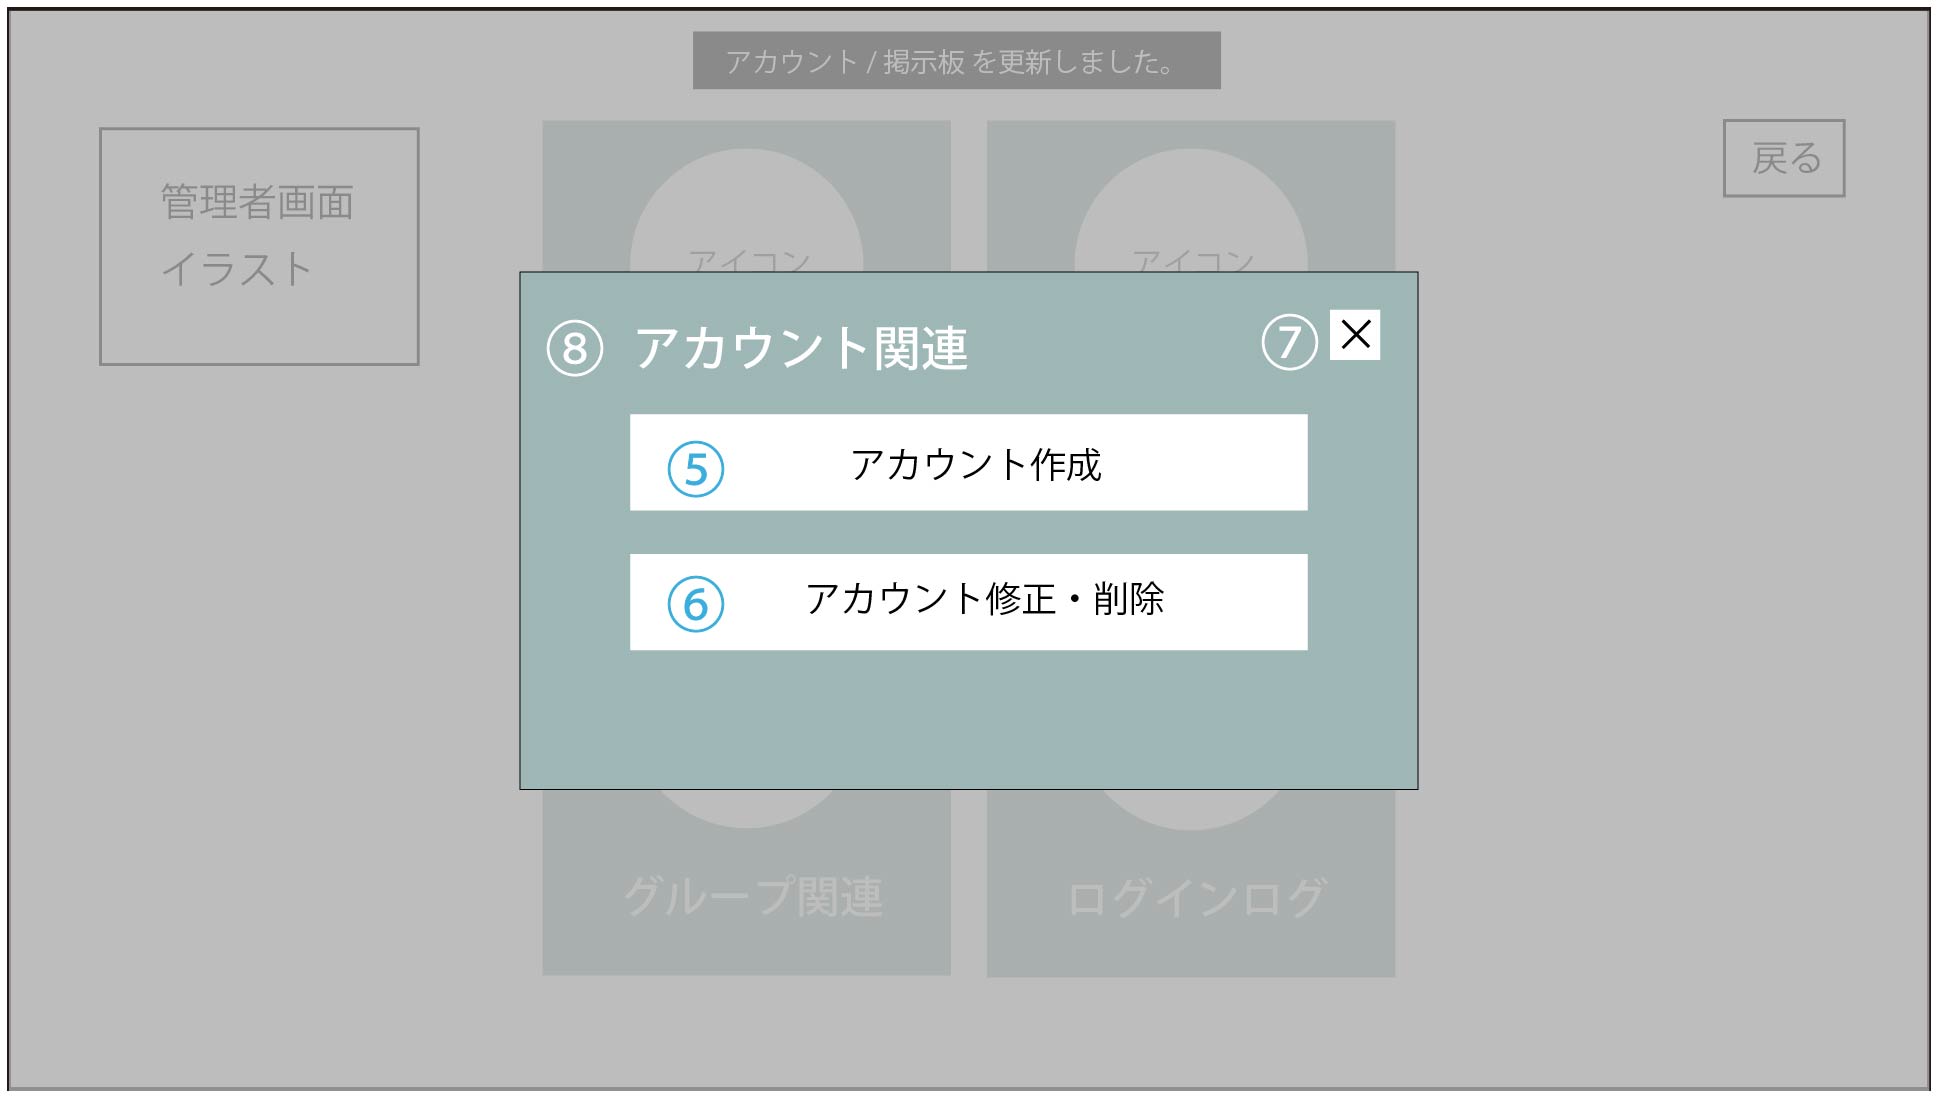 アカウント / 掲示板 を更新しました。
管理者画面
イラスト
戻る
アイコン
アイコン
⑧ アカウント関連
⑦ ×
⑤ アカウント作成
⑥ アカウント修正・削除
グループ関連
ログインログ